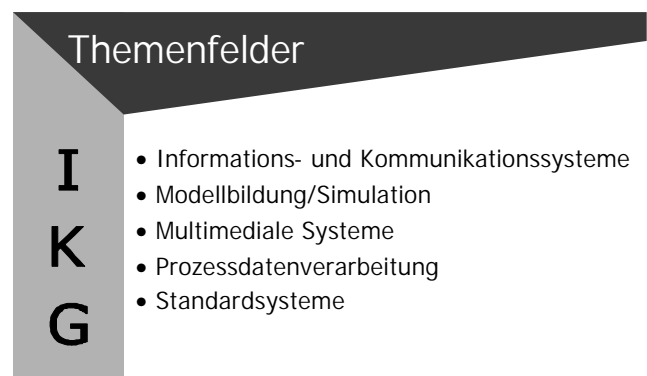 Themenfelder
I
K
G
• Informations- und Kommunikationssysteme
• Modellbildung/Simulation
• Multimediale Systeme
• Prozessdatenverarbeitung
• Standardsysteme